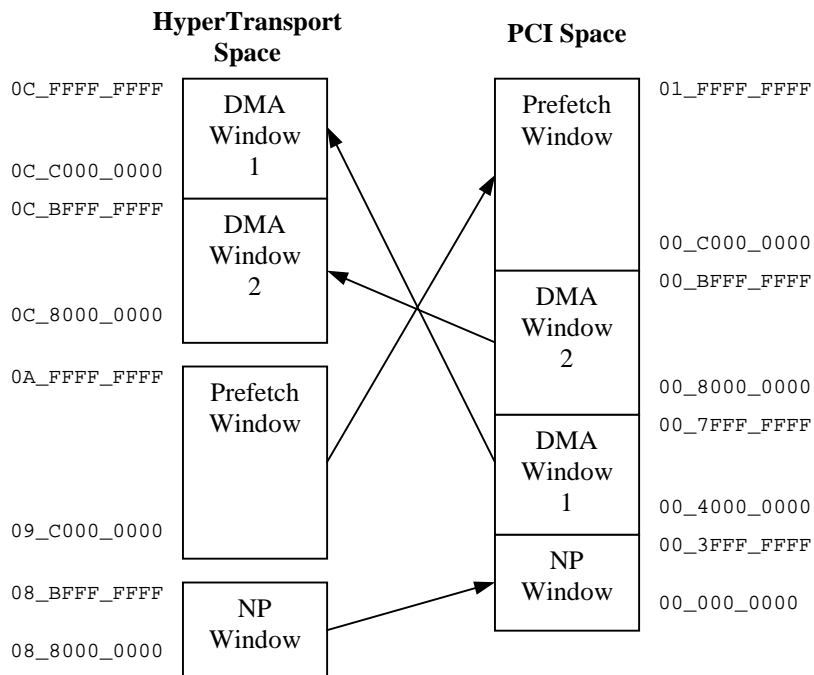 HyperTransport
Space
PCI Space
0C_FFFF_FFFF
DMA
Window
1
0C_C000_0000
0C_BFFF_FFFF
DMA
Window
2
0C_8000_0000
0A_FFFF_FFFF
Prefetch
Window
09_C000_0000
08_BFFF_FFFF
NP
Window
08_8000_0000
Prefetch
Window
01_FFFF_FFFF
00_C000_0000
00_BFFF_FFFF
DMA
Window
2
00_8000_0000
00_7FFF_FFFF
DMA
Window
1
00_4000_0000
00_3FFF_FFFF
NP
Window
00_000_0000